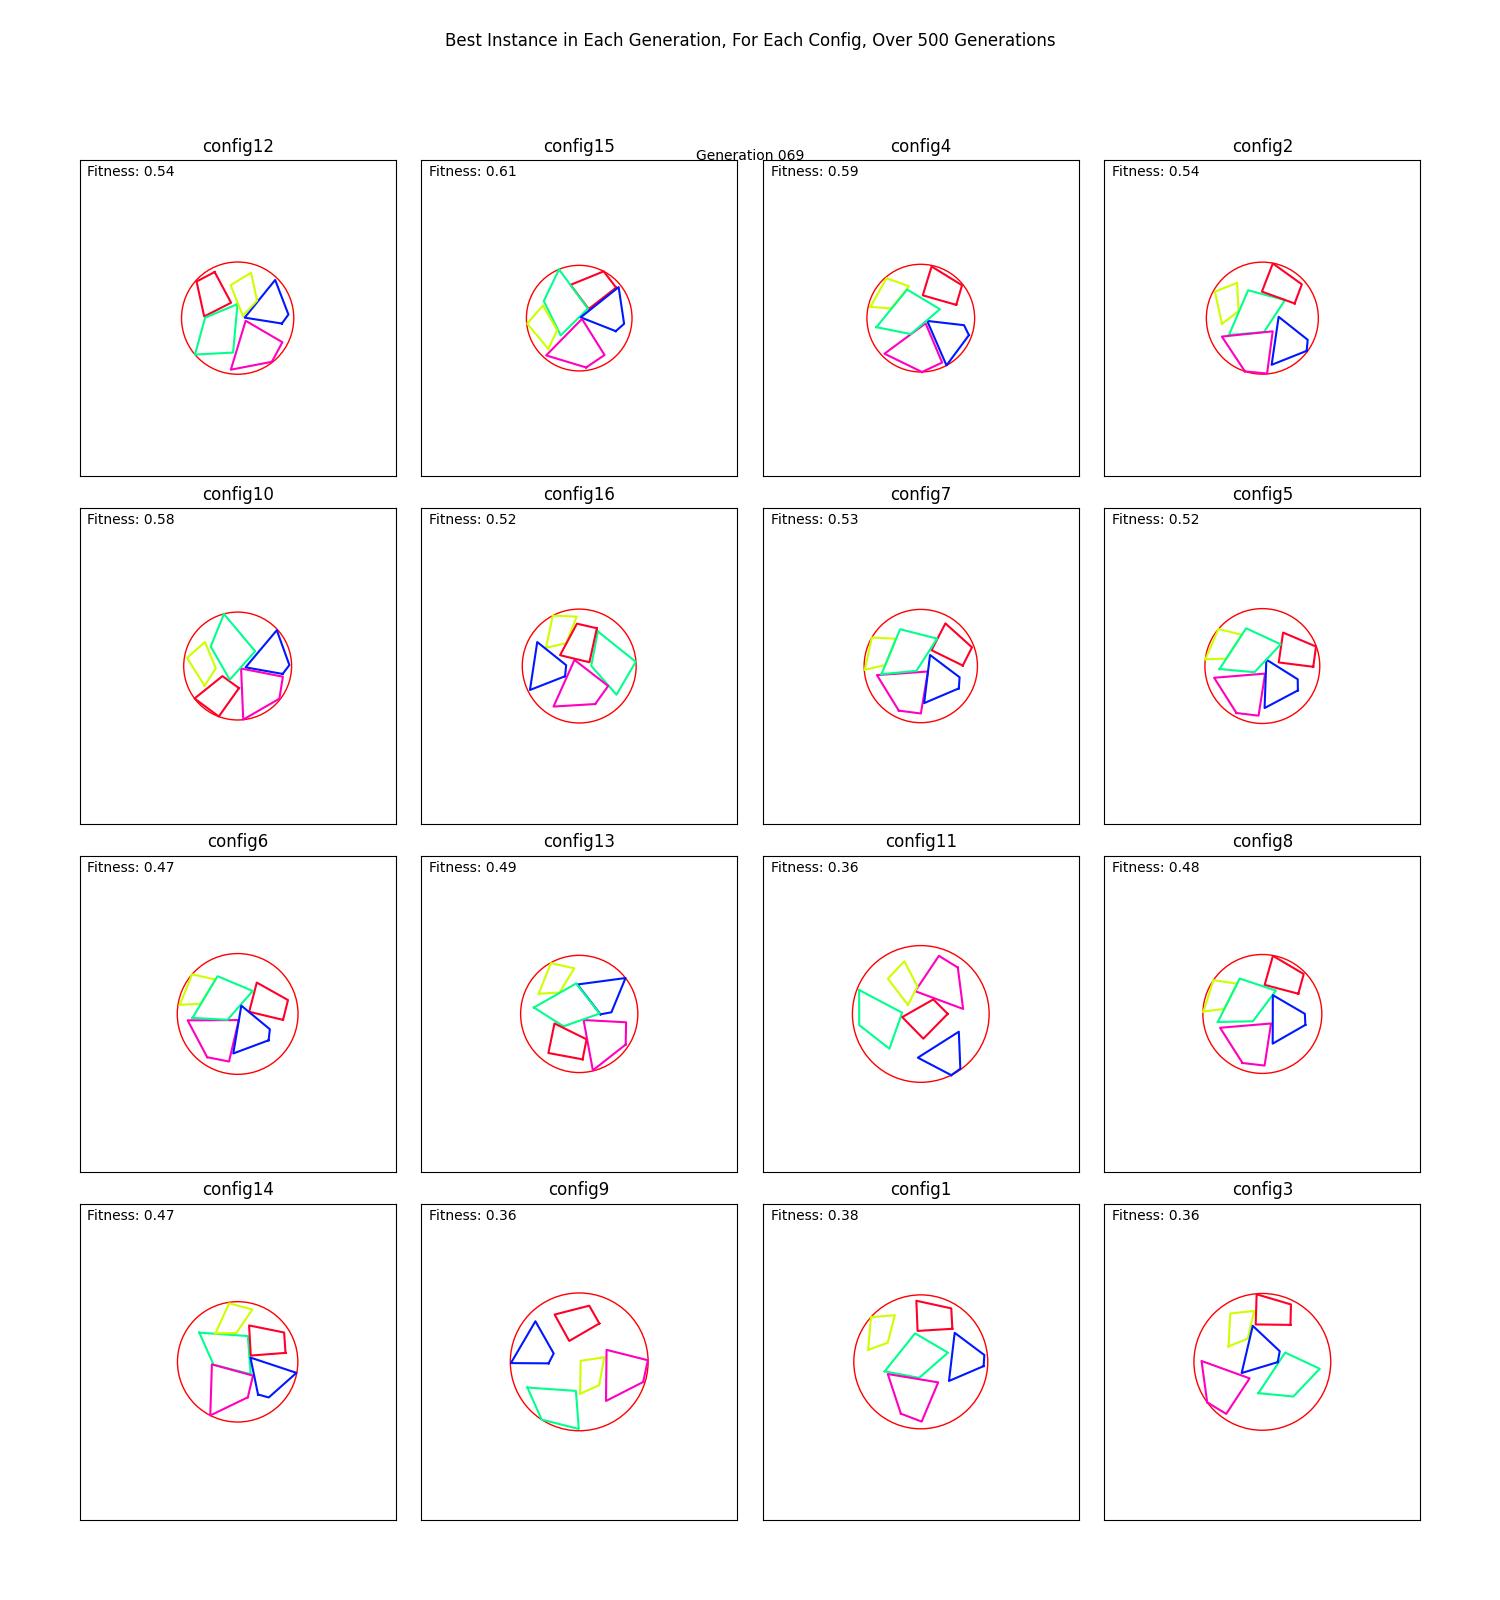 Best Instance in Each Generation, For Each Config, Over 500 Generations
Generation 069
config12
Fitness: 0.54
config15
Fitness: 0.61
config4
Fitness: 0.59
config2
Fitness: 0.54
config10
Fitness: 0.58
config16
Fitness: 0.52
config7
Fitness: 0.53
config5
Fitness: 0.52
config6
Fitness: 0.47
config13
Fitness: 0.49
config11
Fitness: 0.36
config8
Fitness: 0.48
config14
Fitness: 0.47
config9
Fitness: 0.36
config1
Fitness: 0.38
config3
Fitness: 0.36